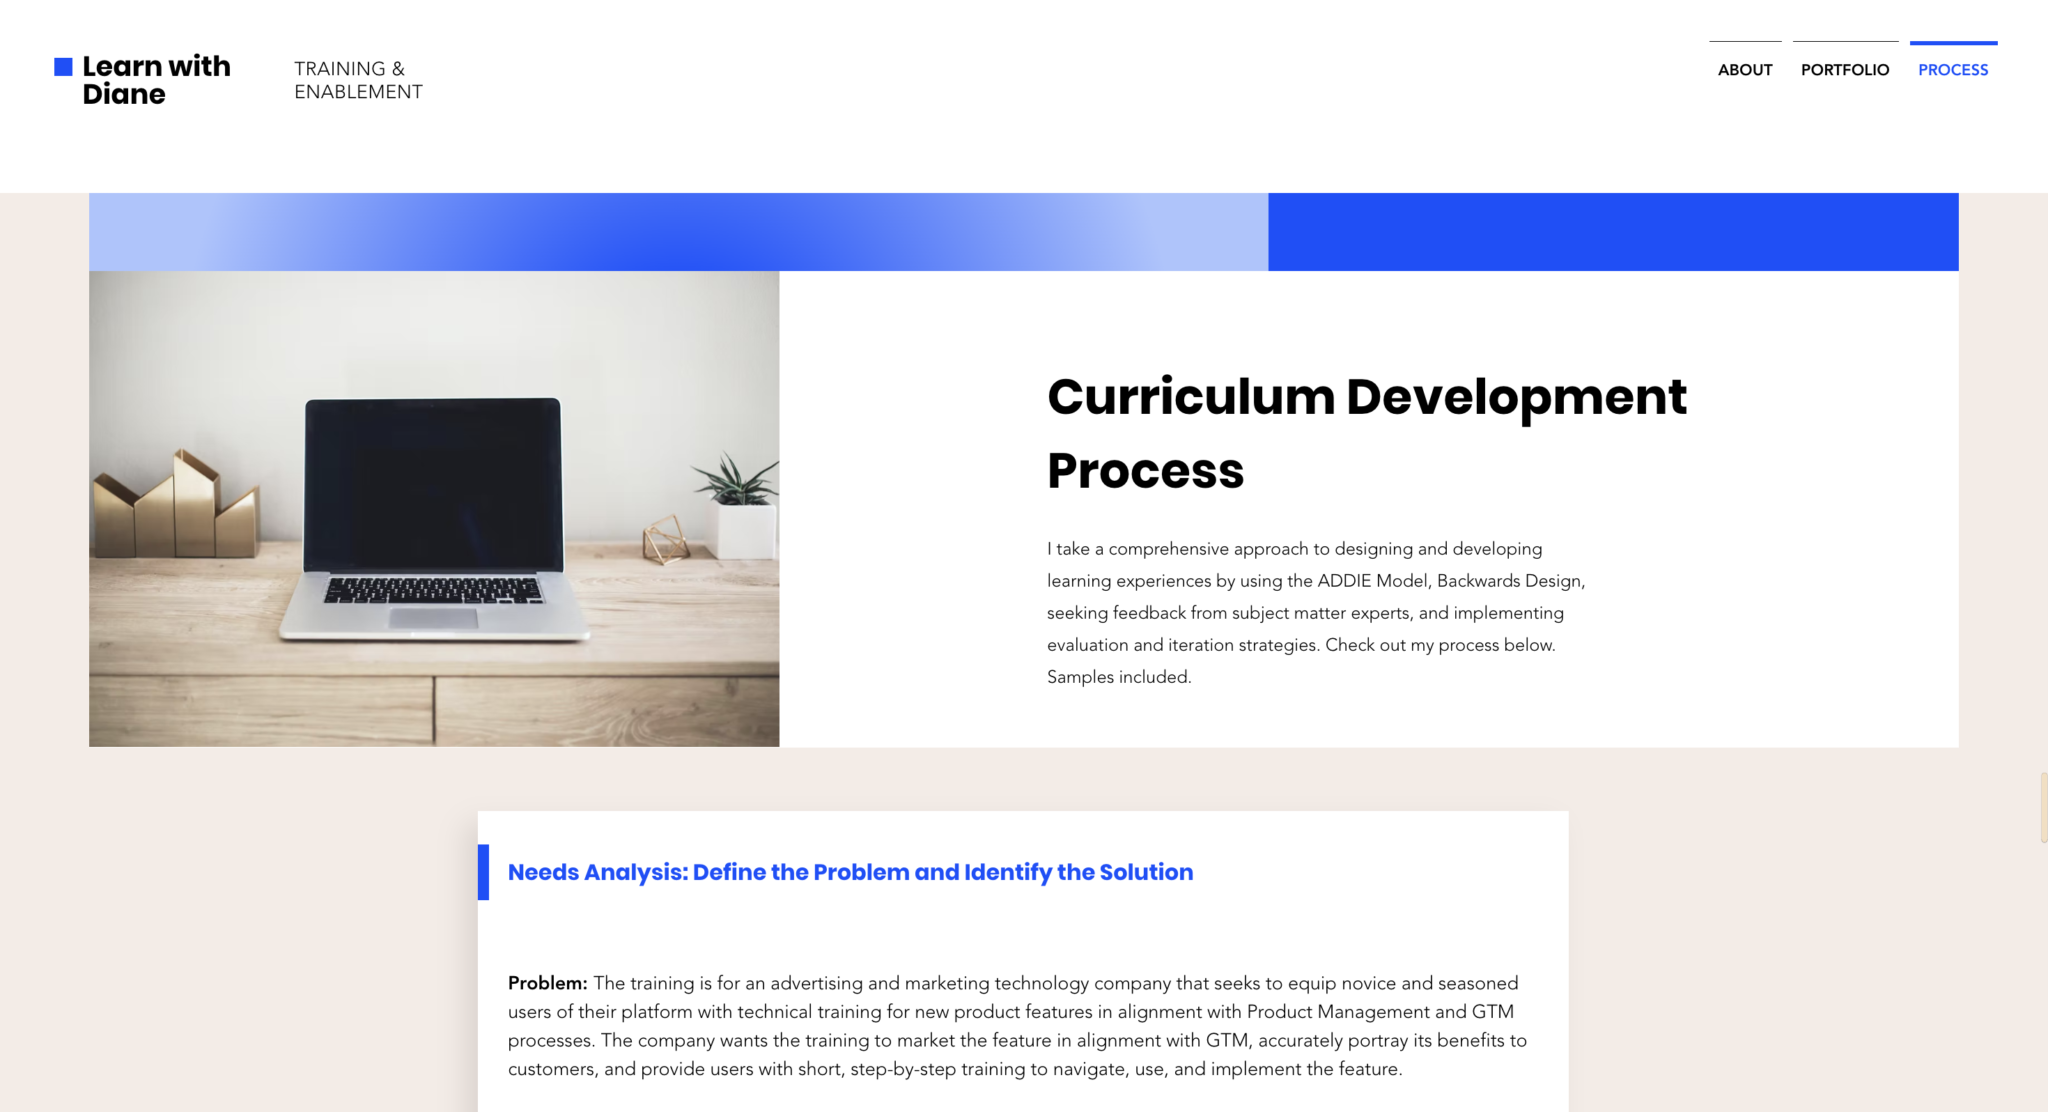 Learn with
Diane
TRAINING &
ENABLEMENT
ABOUT
PORTFOLIO
PROCESS
Curriculum Development
Process
I take a comprehensive approach to designing and developing
learning experiences by using the ADDIE Model, Backwards Design,
seeking feedback from subject matter experts, and implementing
evaluation and iteration strategies. Check out my process below.
Samples included.
Needs Analysis: Define the Problem and Identify the Solution
Problem: The training is for an advertising and marketing technology company that seeks to equip novice and seasoned
users of their platform with technical training for new product features in alignment with Product Management and GTM
processes. The company wants the training to market the feature in alignment with GTM, accurately portray its benefits to
customers, and provide users with short, step-by-step training to navigate, use, and implement the feature.